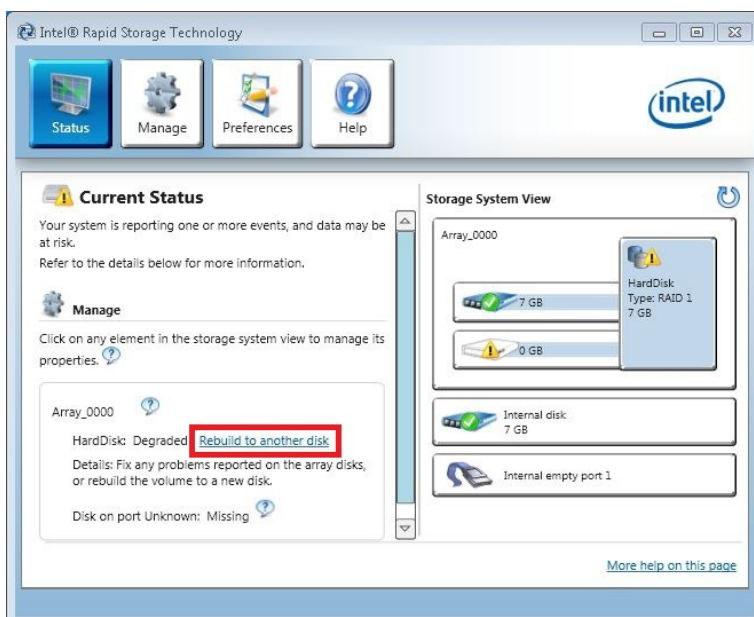 Intel® Rapid Storage Technology
Status
Manage
Preferences
Help
intel
Current Status
Your system is reporting one or more events, and data may be
at risk.
Refer to the details below for more information.
Manage
Click on any element in the storage system view to manage its
properties.
Array_0000
HardDisk: Degraded Rebuild to another disk
Details: Fix any problems reported on the array disks,
or rebuild the volume to a new disk.
Disk on port Unknown: Missing
Storage System View
Array_0000
7 GB
0 GB
HardDisk
Type: RAID 1
7 GB
Internal disk
7 GB
Internal empty port 1
More help on this page